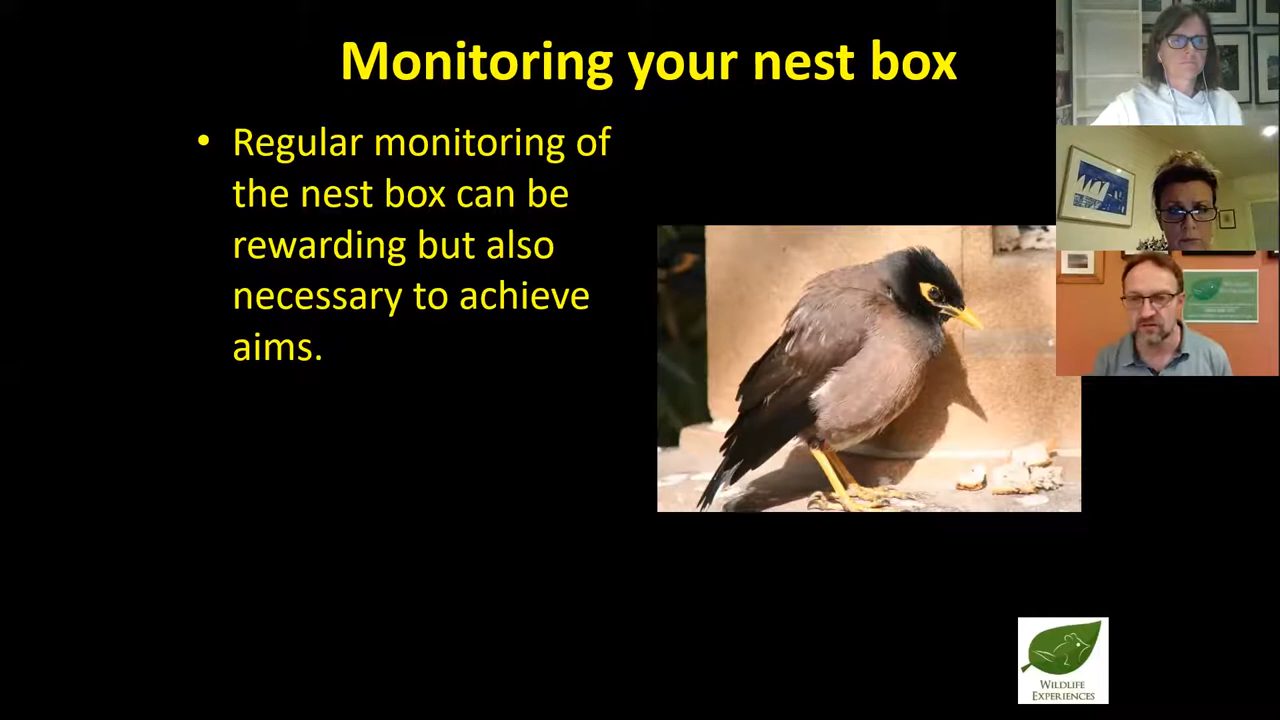 Monitoring your nest box
• Regular monitoring of
the nest box can be
rewarding but also
necessary to achieve
aims.
WILDLIFE
EXPERIENCES